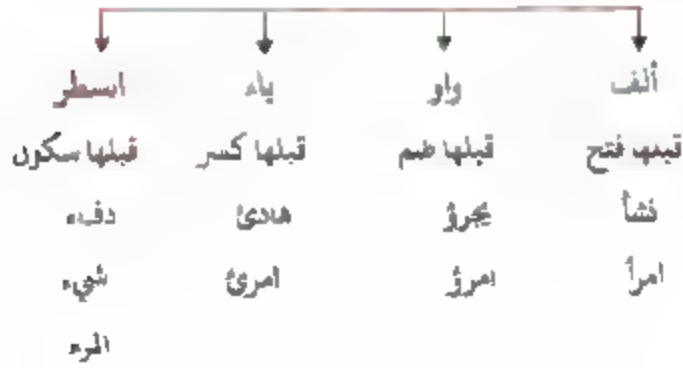 ألف واو ياء السطر
قبلها فتح قبلها ضم قبلها كسر قبلها سكون
نشأ يجرؤ هادئ دفء
امرأ امرؤ امرئ شيء
المرء